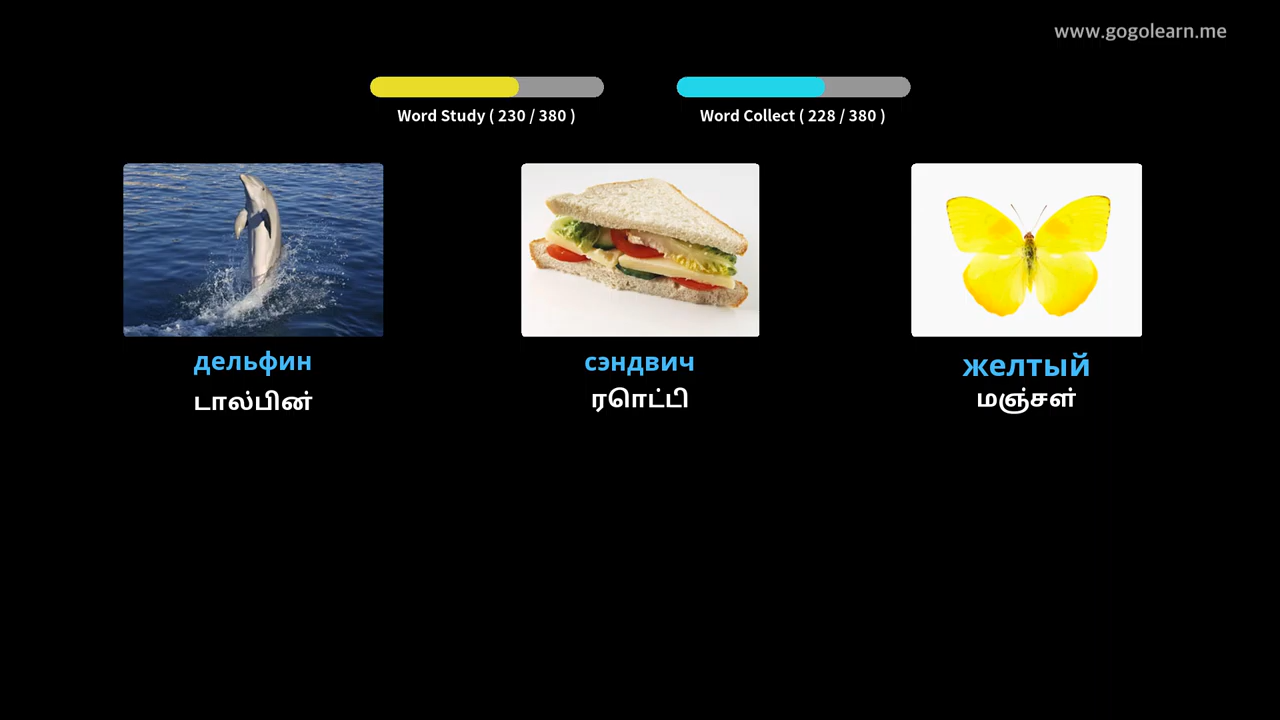 www.gogolearn.me
Word Study ( 230 / 380 )
Word Collect ( 228 / 380 )
дельфин
сэндвич
желтый
டால்பின்
ரொட்டி
மஞ்சள்